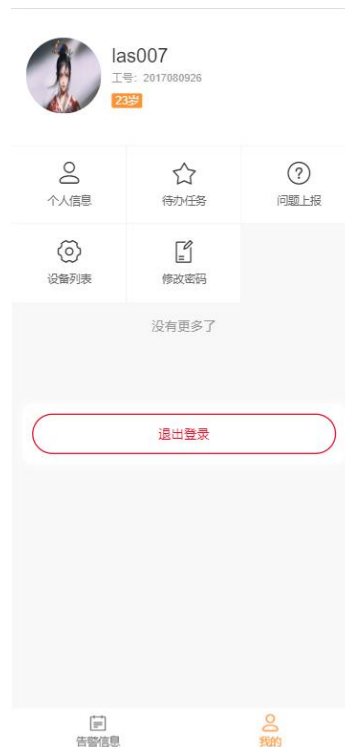 las007
工号：2017080926
23岁
个人信息
待办任务
问题上报
设备列表
修改密码
没有更多了
退出登录
告警信息
我的